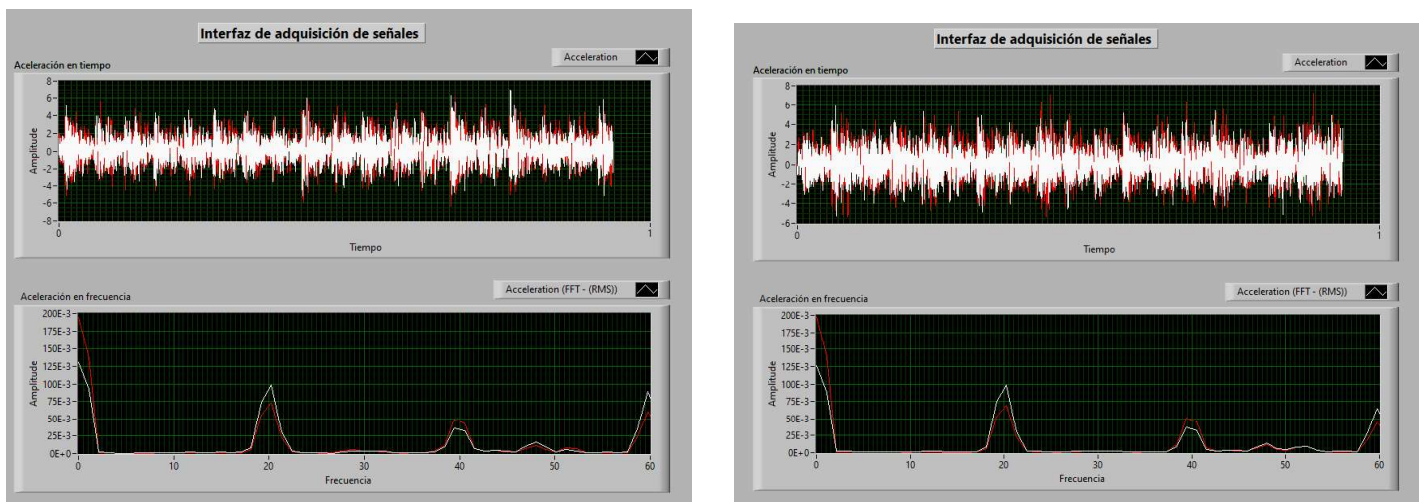 Interfaz de adquisición de señales
Acceleration
Aceleración en tiempo
8
6
4
2
0
-2
-4
-6
-8
Amplitude
0
1
Tiempo
Acceleration (FFT - (RMS))
Aceleración en frecuencia
200E-3
175E-3
150E-3
125E-3
100E-3
75E-3
50E-3
25E-3
0E+0
Amplitude
0 10 20 30 40 50 60
Frecuencia
Interfaz de adquisición de señales
Acceleration
Aceleración en tiempo
8
6
4
2
0
-2
-4
-6
Amplitude
0
1
Tiempo
Acceleration (FFT - (RMS))
Aceleración en frecuencia
200E-3
175E-3
150E-3
125E-3
100E-3
75E-3
50E-3
25E-3
0E+0
Amplitude
0 10 20 30 40 50 60
Frecuencia